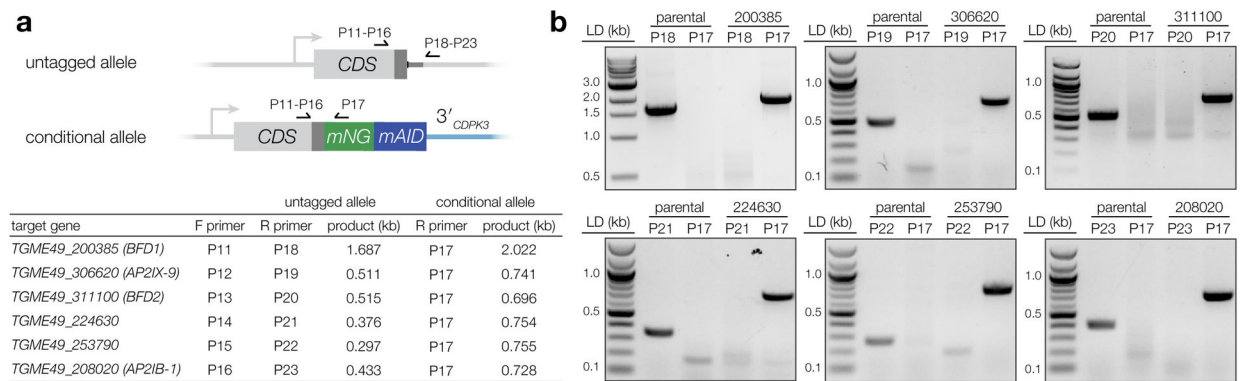 a
P11-P16
P18-P23
untagged allele
CDS
P11-P16
P17
3′CDPK3
conditional allele
CDS
mNG
mAID
untagged allele
conditional allele
target gene F primer R primer product (kb) R primer product (kb)
TGME49_200385 (BFD1) P11 P18 1.687 P17 2.022
TGME49_306620 (AP2IX-9) P12 P19 0.511 P17 0.741
TGME49_311100 (BFD2) P13 P20 0.515 P17 0.696
TGME49_224630 P14 P21 0.376 P17 0.754
TGME49_253790 P15 P22 0.297 P17 0.755
TGME49_208020 (AP2IB-1) P16 P23 0.433 P17 0.728
b
parental 200385
LD (kb) P18 P17 P18 P17
3.0
2.0
1.5
1.0
0.5
parental 306620
LD (kb) P19 P17 P19 P17
1.0
0.5
0.1
parental 311100
LD (kb) P20 P17 P20 P17
1.0
0.5
0.1
parental 224630
LD (kb) P21 P17 P21 P17
1.0
0.5
0.1
parental 253790
LD (kb) P22 P17 P22 P17
1.0
0.5
0.1
parental 208020
LD (kb) P23 P17 P23 P17
1.0
0.5
0.1